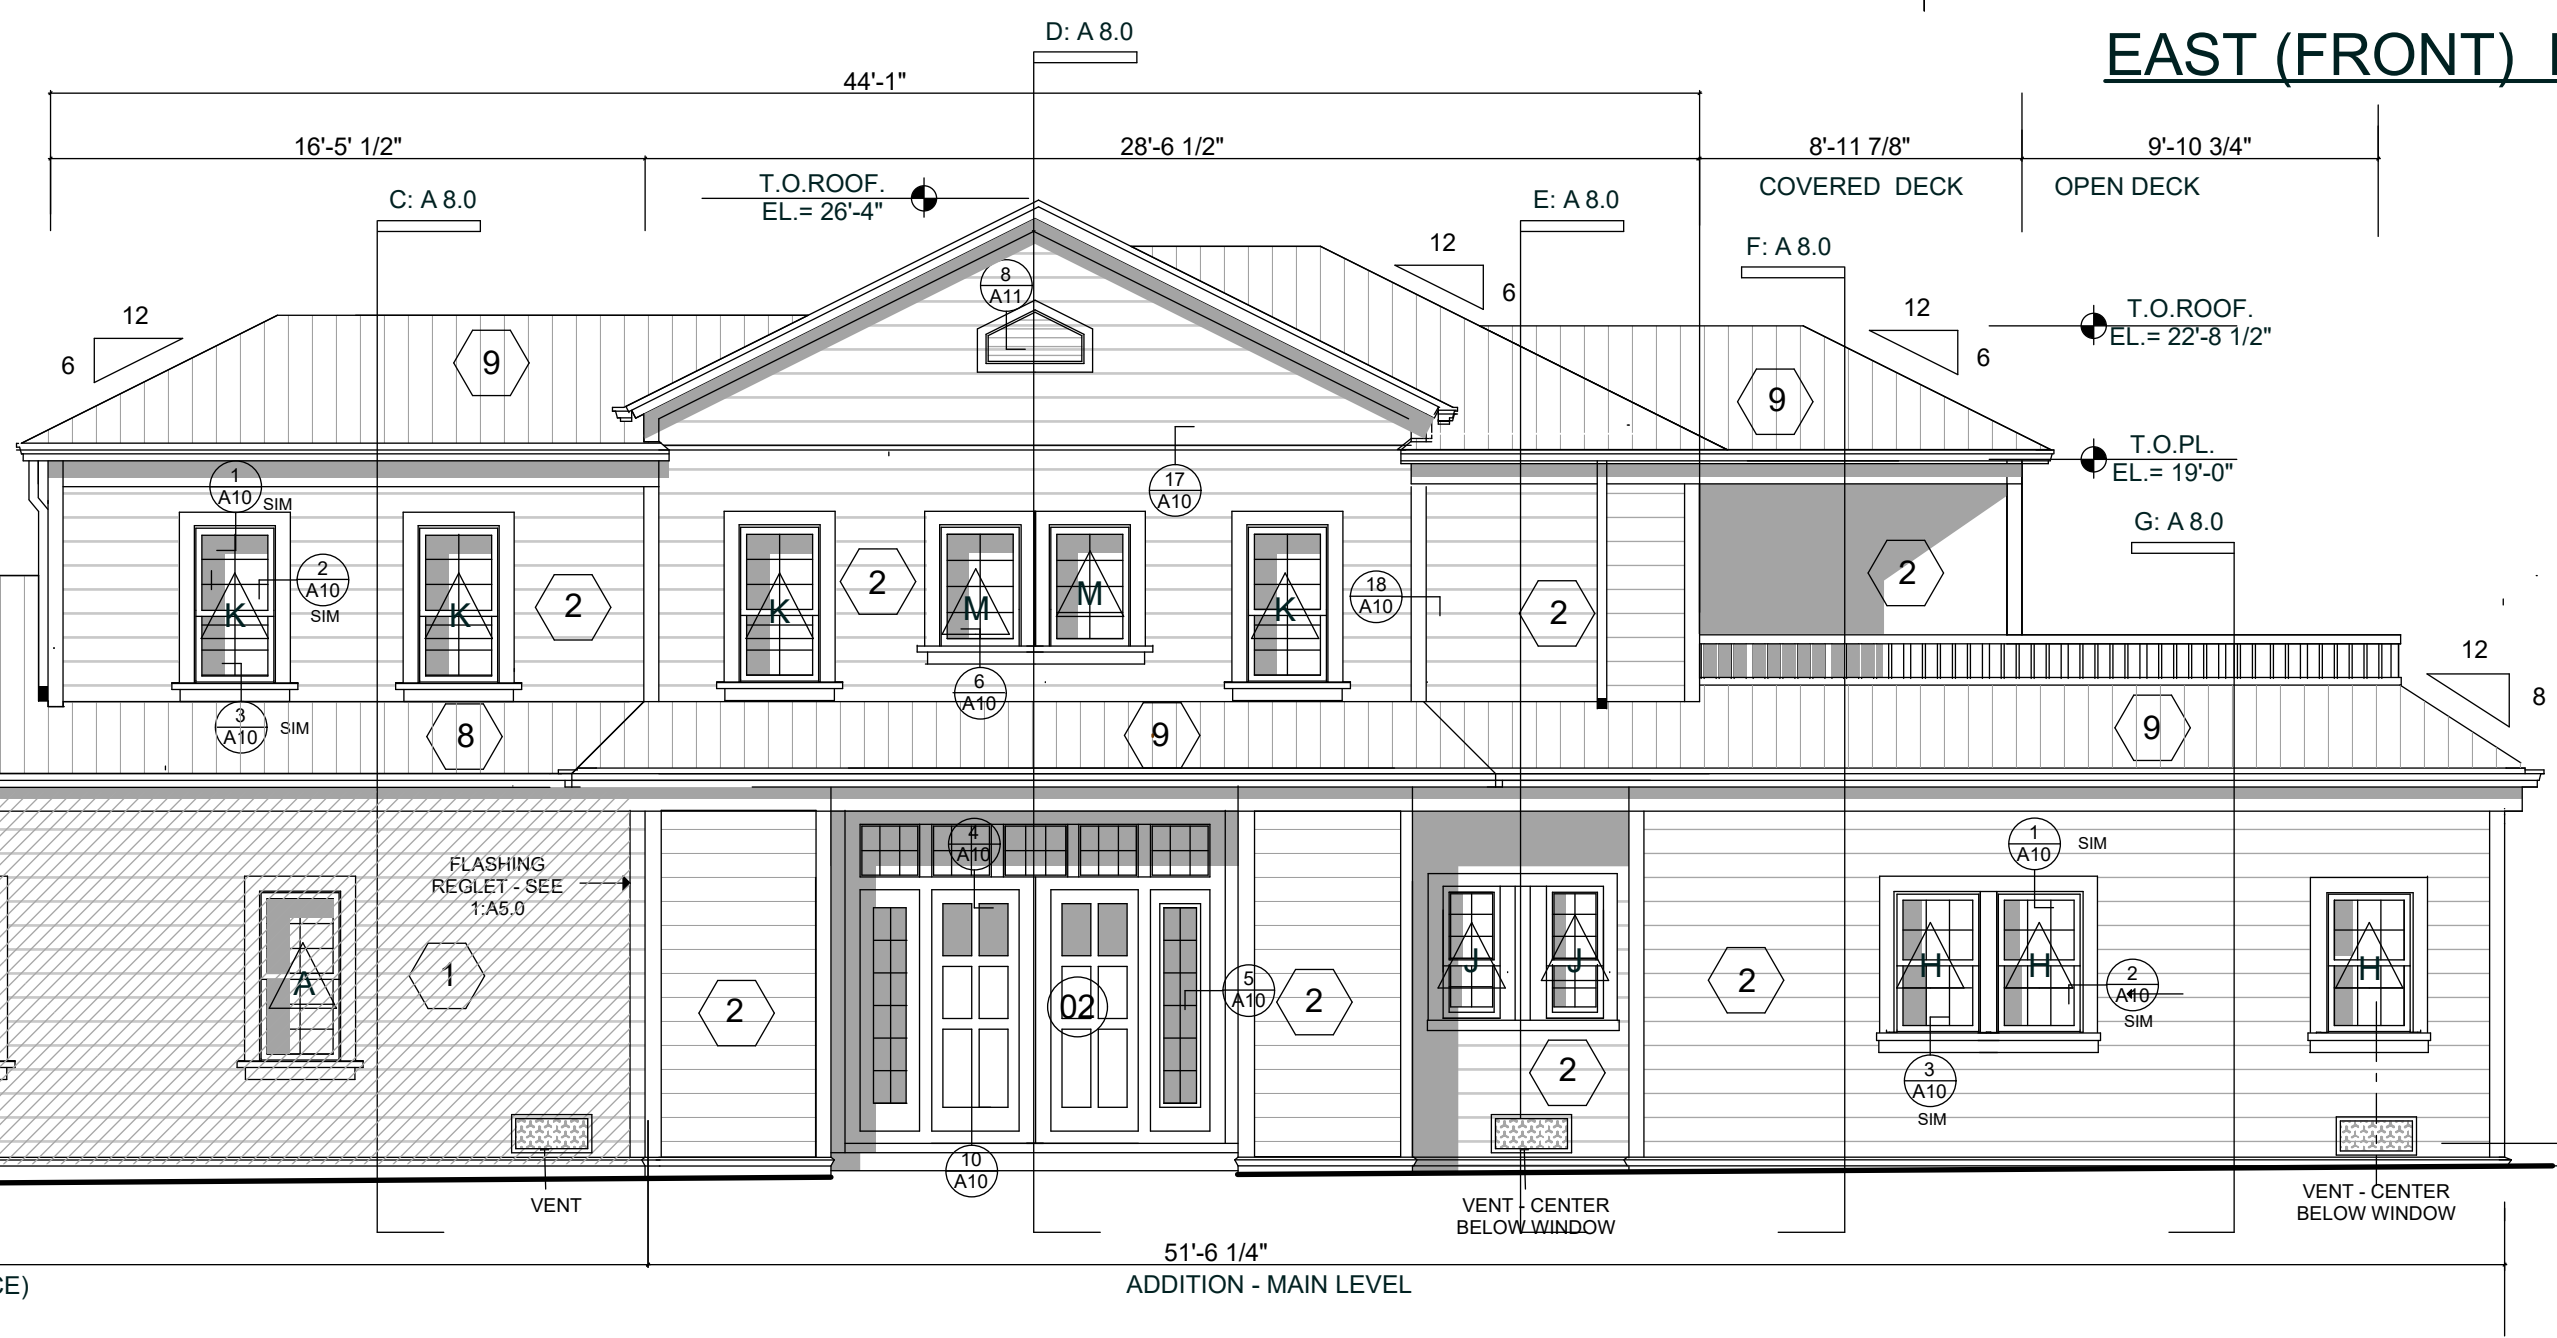 D: A 8.0
EAST (FRONT)
44'-1"
16'-5' 1/2"
28'-6 1/2"
8'-11 7/8"
9'-10 3/4"
T.O.ROOF.
EL.= 26'-4"
COVERED DECK
OPEN DECK
C: A 8.0
E: A 8.0
F: A 8.0
12
6
8
A11
12
6
12
6
T.O.ROOF.
EL.= 22'-8 1/2"
9
9
T.O.PL.
EL.= 19'-0"
1
A10
SIM
17
A10
G: A 8.0
2
A10
SIM
K
K
2
K
2
M
M
K
18
A10
2
2
3
A10
SIM
8
6
A10
9
9
12
8
FLASHING
REGLET - SEE
1:A5.0
4
A10
1
A10
SIM
A
1
2
02
5
A10
2
J
J
2
H
H
2
A10
SIM
H
2
3
A10
SIM
10
A10
VENT
VENT - CENTER
BELOW WINDOW
VENT - CENTER
BELOW WINDOW
51'-6 1/4"
ADDITION - MAIN LEVEL
CE)